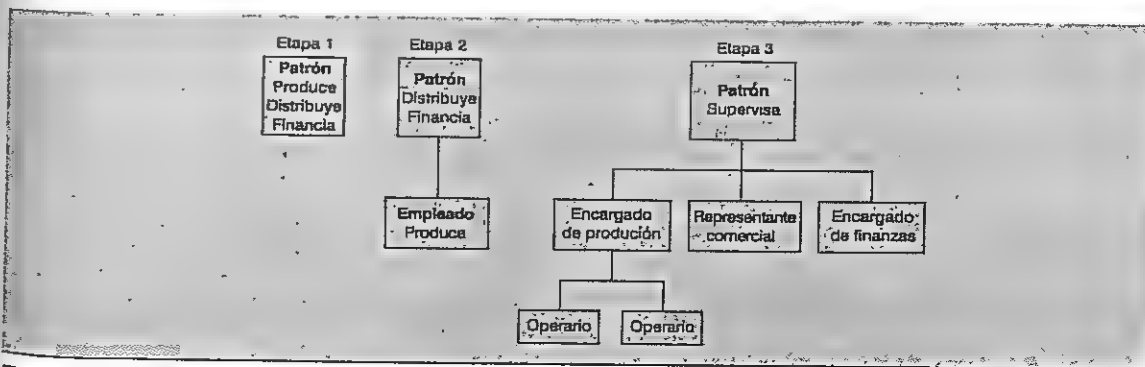 Etapa 1
Patrón
Produce
Distribuye
Financia
Etapa 2
Patrón
Distribuye
Financia
Empleado
Produce
Etapa 3
Patrón
Supervisa
Encargado
de produción
Representante
comercial
Encargado
de finanzas
Operario
Operario